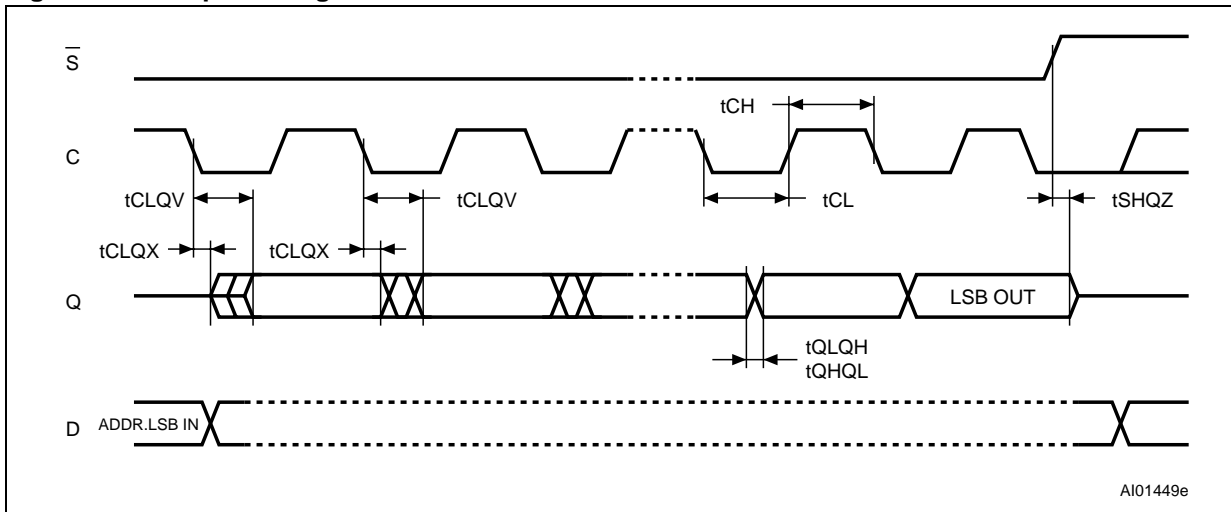 S
tCH
C
tCLQV
tCLQV
tCL
tSHQZ
tCLQX
tCLQX
Q
LSB OUT
tQLQH
tQHQL
D
ADDR.LSB IN
AI01449e